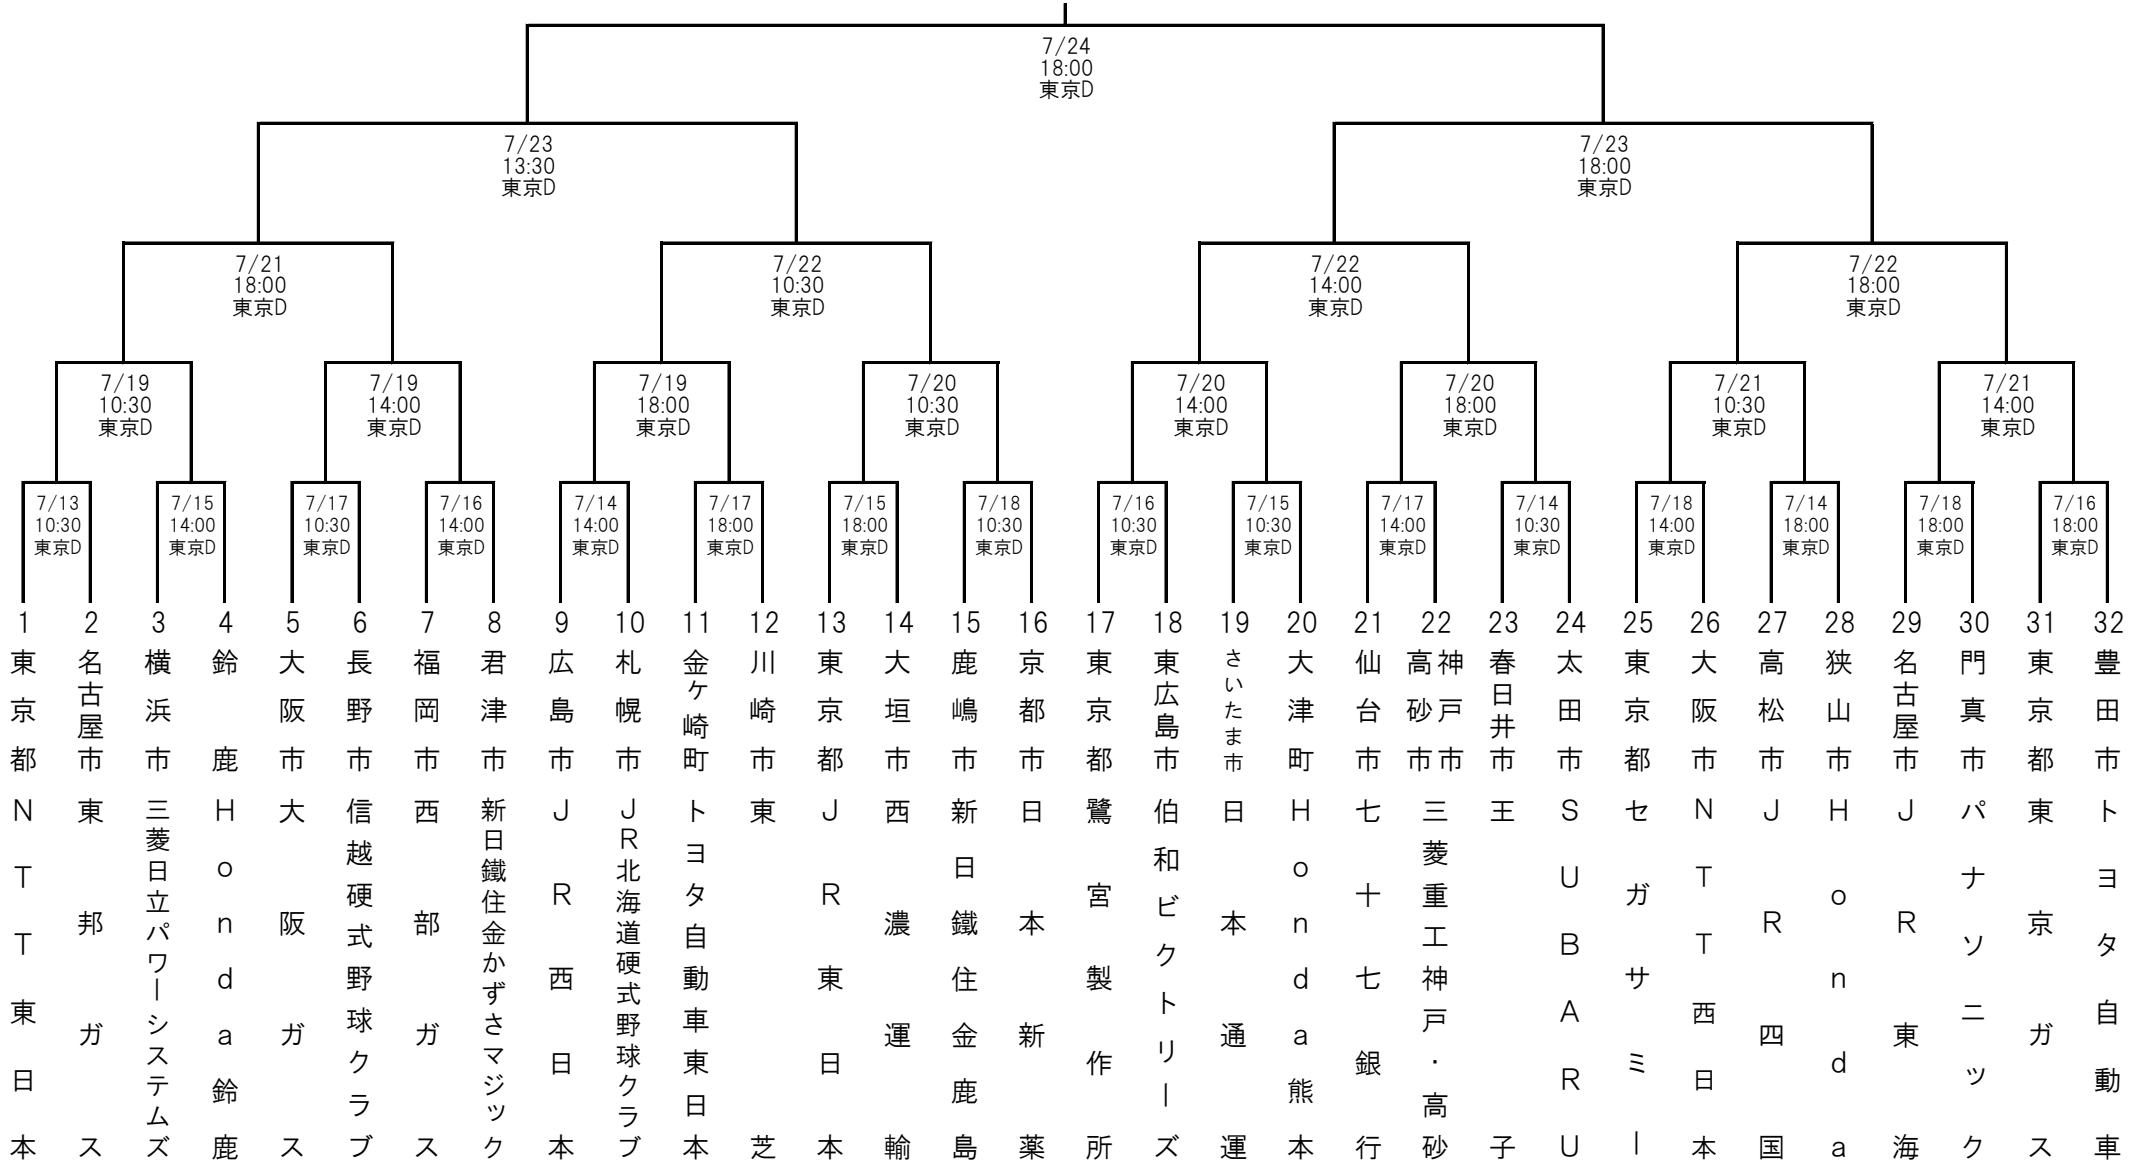 7/24
18:00
東京D
7/23
13:30
東京D
7/23
18:00
東京D
7/21
18:00
東京D
7/22
10:30
東京D
7/22
14:00
東京D
7/22
18:00
東京D
7/19
10:30
東京D
7/19
14:00
東京D
7/19
18:00
東京D
7/20
10:30
東京D
7/20
14:00
東京D
7/20
18:00
東京D
7/21
10:30
東京D
7/21
14:00
東京D
7/13
10:30
東京D
7/15
14:00
東京D
7/17
10:30
東京D
7/16
14:00
東京D
7/14
14:00
東京D
7/17
18:00
東京D
7/15
18:00
東京D
7/18
10:30
東京D
7/16
10:30
東京D
7/15
10:30
東京D
7/17
14:00
東京D
7/14
10:30
東京D
7/18
14:00
東京D
7/14
18:00
東京D
7/18
18:00
東京D
7/16
18:00
東京D
1
東京都
NTT東日本
2
名古屋市
東邦ガス
3
横浜市
三菱日立パワーシステムズ
4
鈴鹿
Honda鈴鹿
5
大阪市
大阪ガス
6
長野市
信越硬式野球クラブ
7
福岡市
西部ガス
8
君津市
新日鐵住金かずさマジック
9
広島市
JR西日本
10
札幌市
JR北海道硬式野球クラブ
11
金ケ崎町
トヨタ自動車東日本
12
川崎市
東芝
13
東京都
JR東日本
14
大垣市
西濃運輸
15
鹿嶋市
新日鐵住金鹿島
16
京都市
日本新薬
17
東京都
鷺宮製作所
18
東広島市
伯和ビクトリーズ
19
さいたま市
日本通運
20
大津町
Honda熊本
21
仙台市
七十七銀行
22
神戸市
高砂市
三菱重工神戸・高砂
23
春日井市
王子
24
太田市
SUBARU
25
東京都
セガサミー
26
大阪市
NTT西日本
27
高松市
JR四国
28
狭山市
Honda
29
名古屋市
JR東海
30
門真市
パナソニック
31
東京都
東京ガス
32
豊田市
トヨタ自動車